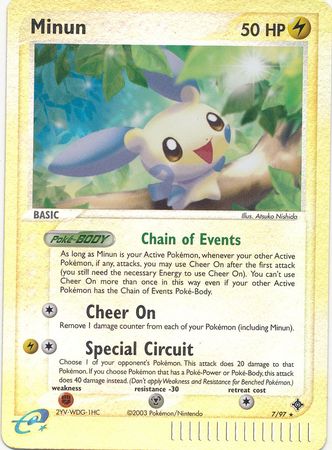 Minun 50 HP
BASIC Illus. Atsuko Nishida
Poké-BODY Chain of Events
As long as Minun is your Active Pokémon, whenever your other Active
Pokémon, if any, attacks, you may use Cheer On after the first attack
(you still need the necessary Energy to use Cheer On). You can't use
Cheer On more than once in this way even if your other Active
Pokémon has the Chain of Events Poké-Body.
Cheer On
Remove 1 damage counter from each of your Pokémon (including Minun).
Special Circuit
Choose 1 of your opponent's Pokémon. This attack does 20 damage to that
Pokémon. If you choose a Pokémon that has a Poké-Power or Poké-Body, this attack
does 40 damage instead. (Don't apply Weakness and Resistance for Benched Pokémon.)
weakness resistance -30 retreat cost
2YV-WDG-1HC ©2003 Pokémon/Nintendo 7/97 ★
e